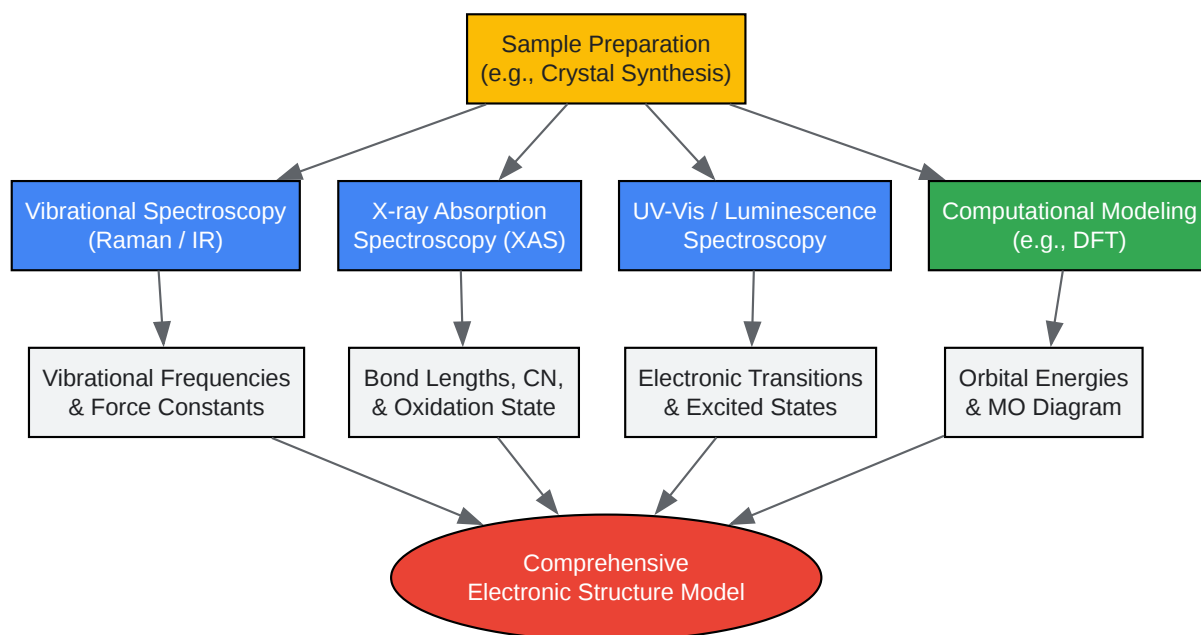 Sample Preparation
(e.g., Crystal Synthesis)
Vibrational Spectroscopy
(Raman / IR)
X-ray Absorption
Spectroscopy (XAS)
UV-Vis / Luminescence
Spectroscopy
Computational Modeling
(e.g., DFT)
Vibrational Frequencies
& Force Constants
Bond Lengths, CN,
& Oxidation State
Electronic Transitions
& Excited States
Orbital Energies
& MO Diagram
Comprehensive
Electronic Structure Model